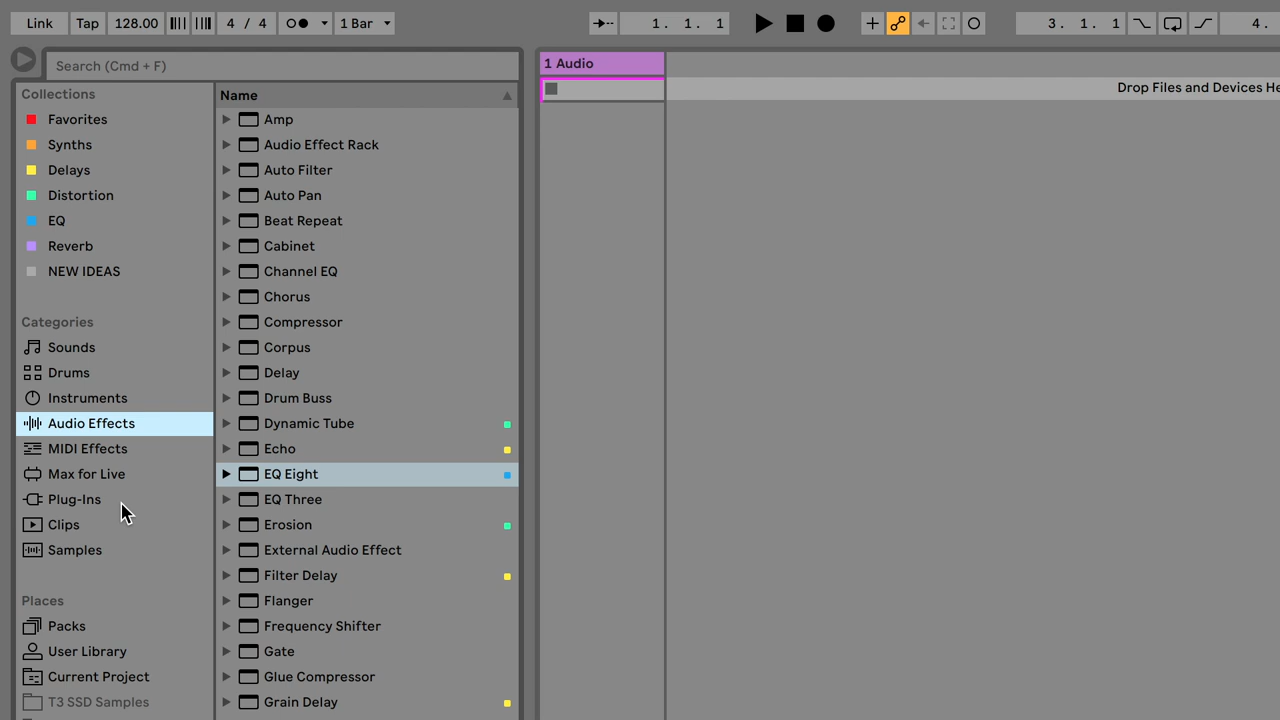 Link Tap 128.00 4 / 4 1 Bar 1. 1. 1 3. 1. 1 4.
Search (Cmd + F)
Collections
Favorites
Synths
Delays
Distortion
EQ
Reverb
NEW IDEAS
Categories
Sounds
Drums
Instruments
Audio Effects
MIDI Effects
Max for Live
Plug-Ins
Clips
Samples
Places
Packs
User Library
Current Project
T3 SSD Samples
Name
Amp
Audio Effect Rack
Auto Filter
Auto Pan
Beat Repeat
Cabinet
Channel EQ
Chorus
Compressor
Corpus
Delay
Drum Buss
Dynamic Tube
Echo
EQ Eight
EQ Three
Erosion
External Audio Effect
Filter Delay
Flanger
Frequency Shifter
Gate
Glue Compressor
Grain Delay
1 Audio
Drop Files and Devices He